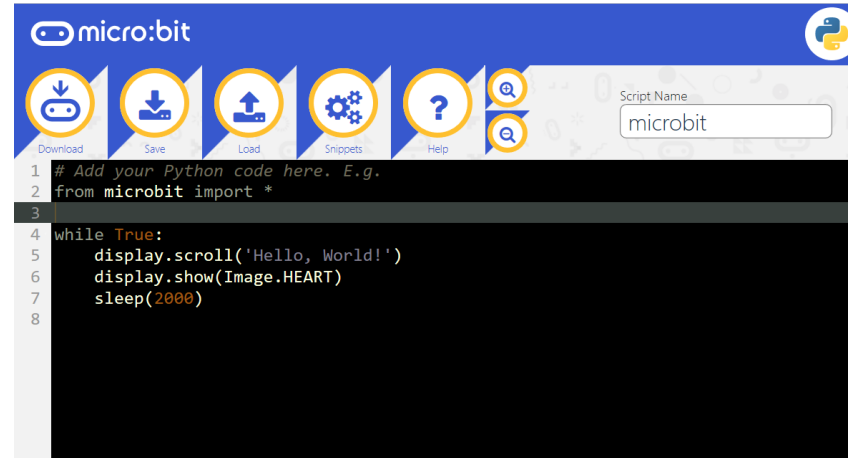 micro:bit
Download
Save
Load
Snippets
?
Help
Script Name
microbit
1 # Add your Python code here. E.g.
2 from microbit import *
3
4 while True:
5     display.scroll('Hello, World!')
6     display.show(Image.HEART)
7     sleep(2000)
8